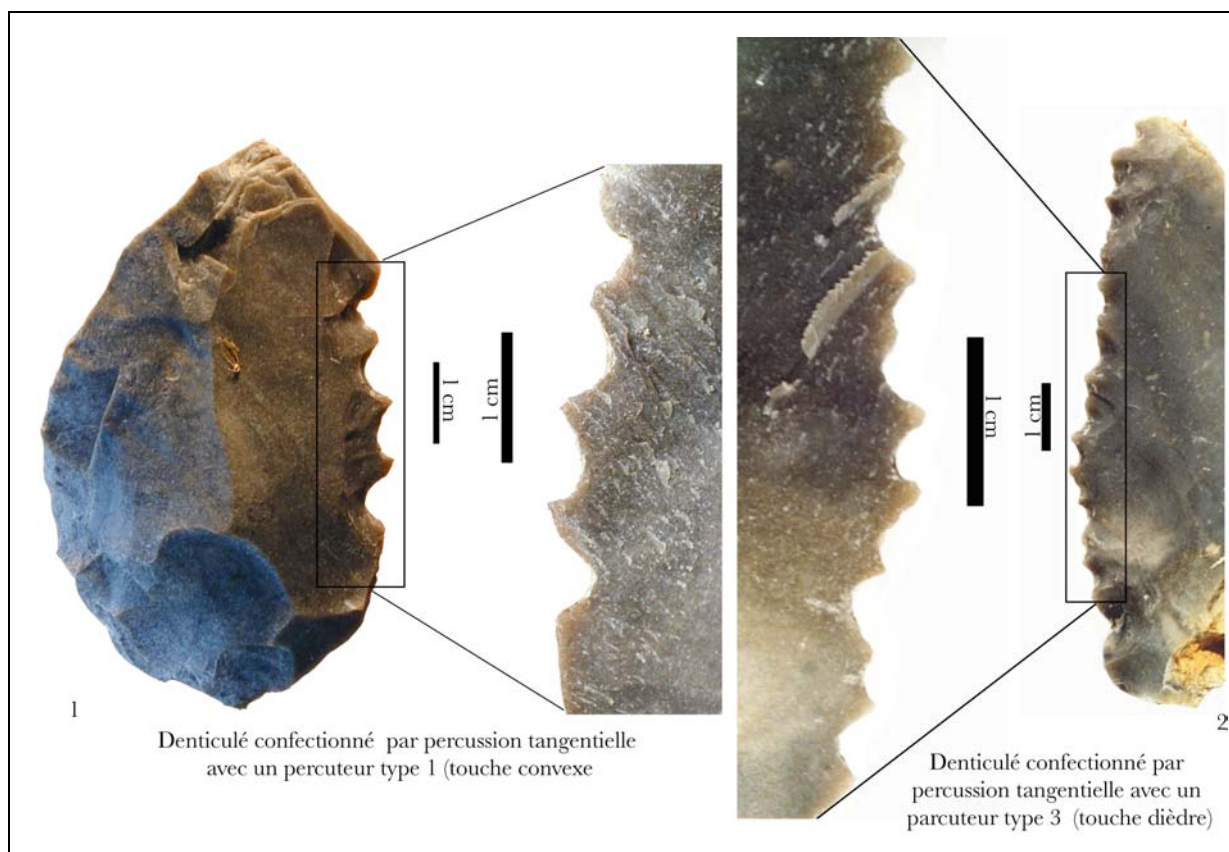 1 cm
1 cm
1 cm
1 cm
1
2
Denticulé confectionné par percussion tangentielle
avec un percuteur type 1 (touche convexe
Denticulé confectionné par
percussion tangentielle avec un
parcuteur type 3 (touche dièdre)